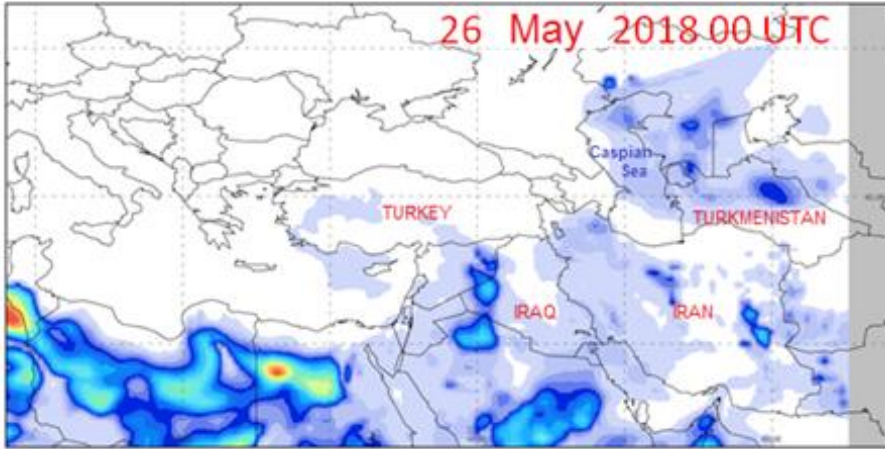 26 May 2018 00 UTC
Caspian
Sea
TURKEY
TURKMENISTAN
IRAQ
IRAN